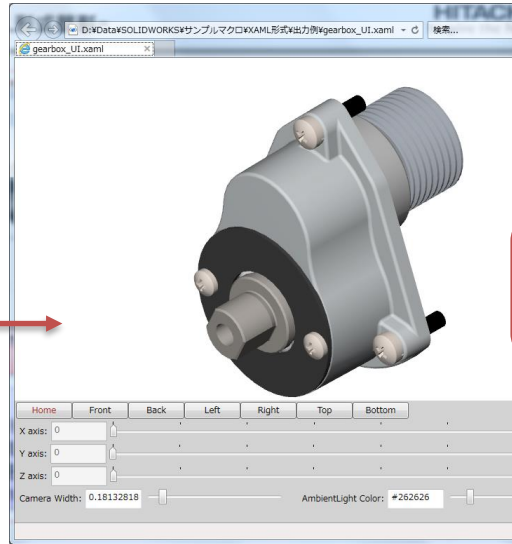 HITACH
D:¥Data¥SOLIDWORKS¥サンプルマクロ¥XAML形式¥出力例¥gearbox_UI.xaml
検索...
gearbox_UI.xaml
Home Front Back Left Right Top Bottom
X axis: 0
Y axis: 0
Z axis: 0
Camera Width: 0.18132818 AmbientLight Color: #262626